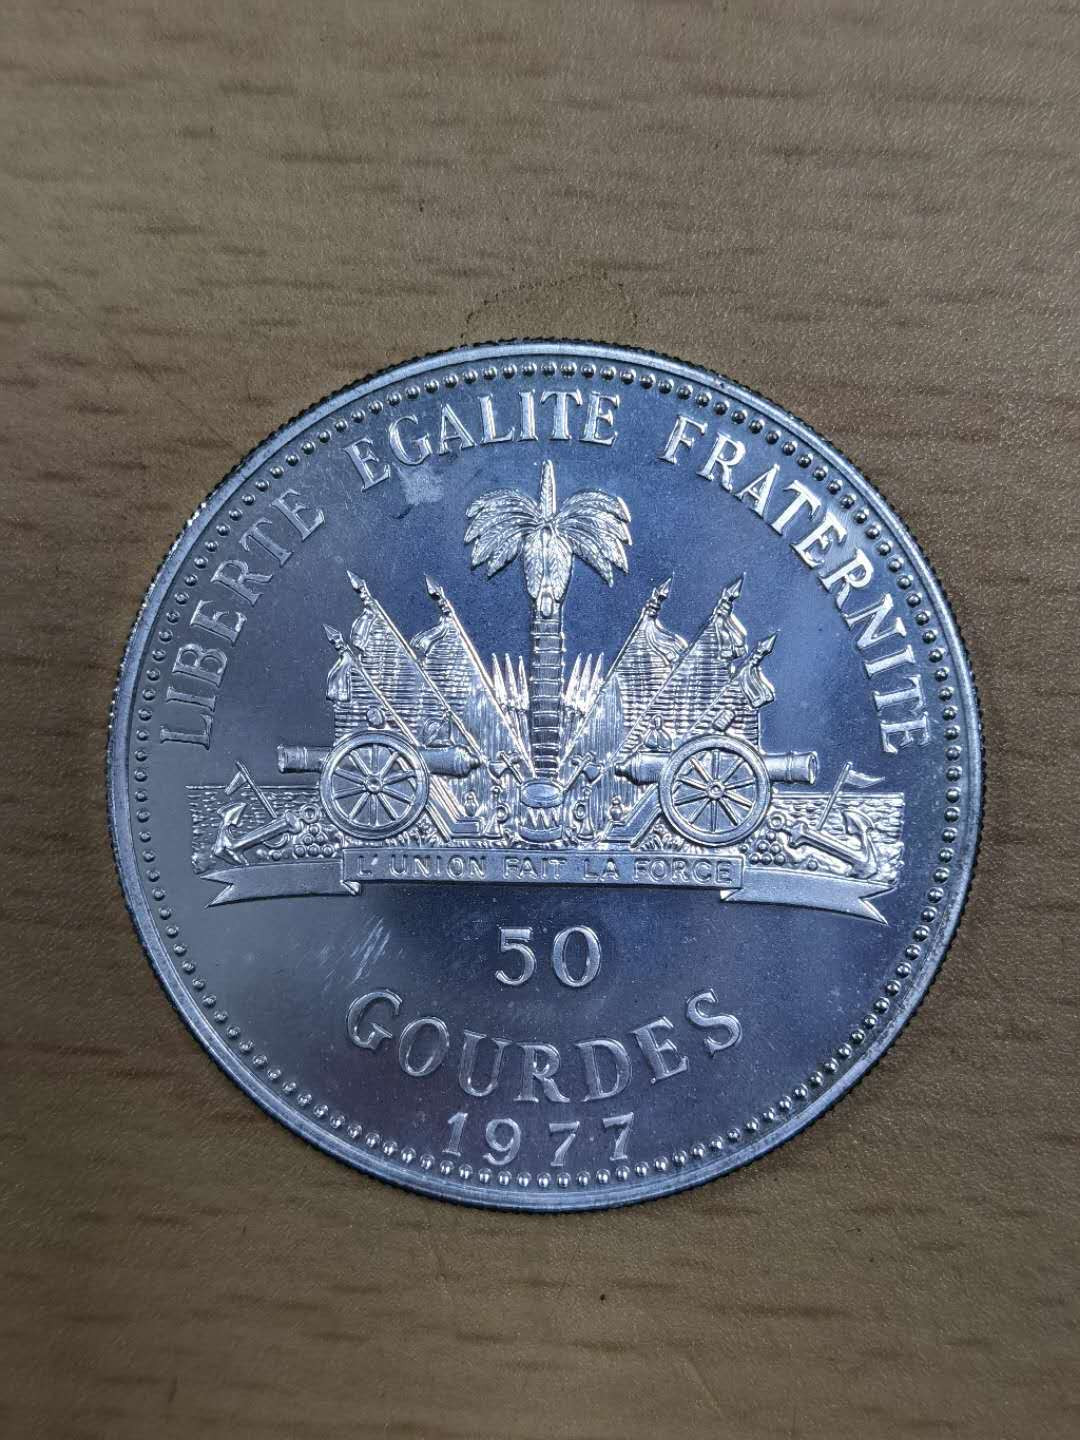 LIBERTE EGALITE FRATERNITE
L'UNION FAIT LA FORCE
50
GOURDES
1977